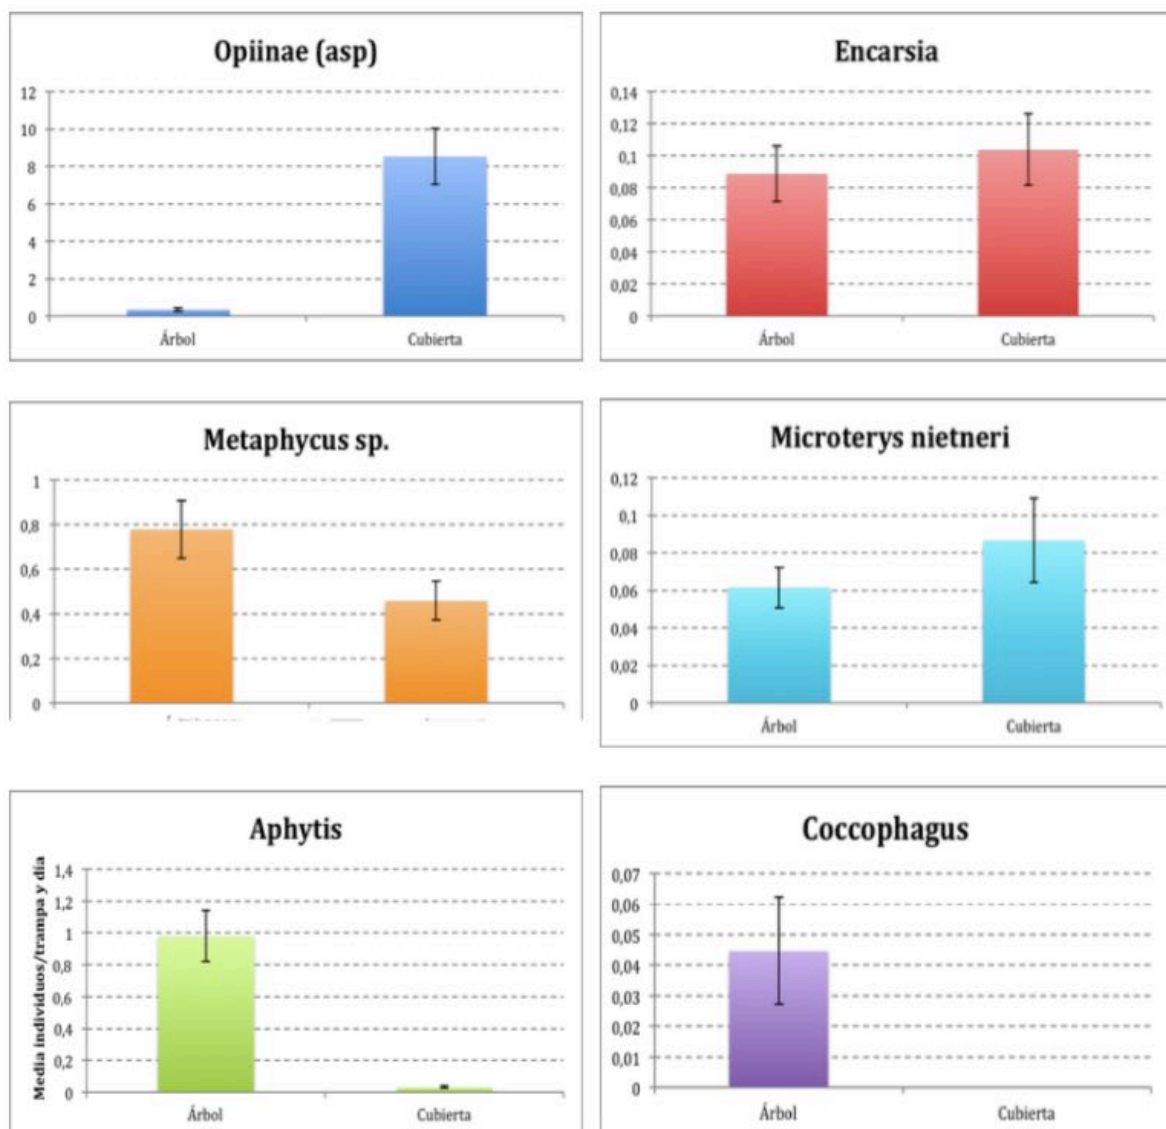 Opiinae (asp)
12
10
8
6
4
2
0
Árbol
Cubierta
Encarsia
0,14
0,12
0,1
0,08
0,06
0,04
0,02
0
Árbol
Cubierta
Metaphycus sp.
1
0,8
0,6
0,4
0,2
0
Microterys nietneri
0,12
0,1
0,08
0,06
0,04
0,02
0
Árbol
Cubierta
Aphytis
Media individuos/trampa y día
1,4
1,2
1
0,8
0,6
0,4
0,2
0
Árbol
Cubierta
Coccophagus
0,07
0,06
0,05
0,04
0,03
0,02
0,01
0
Árbol
Cubierta